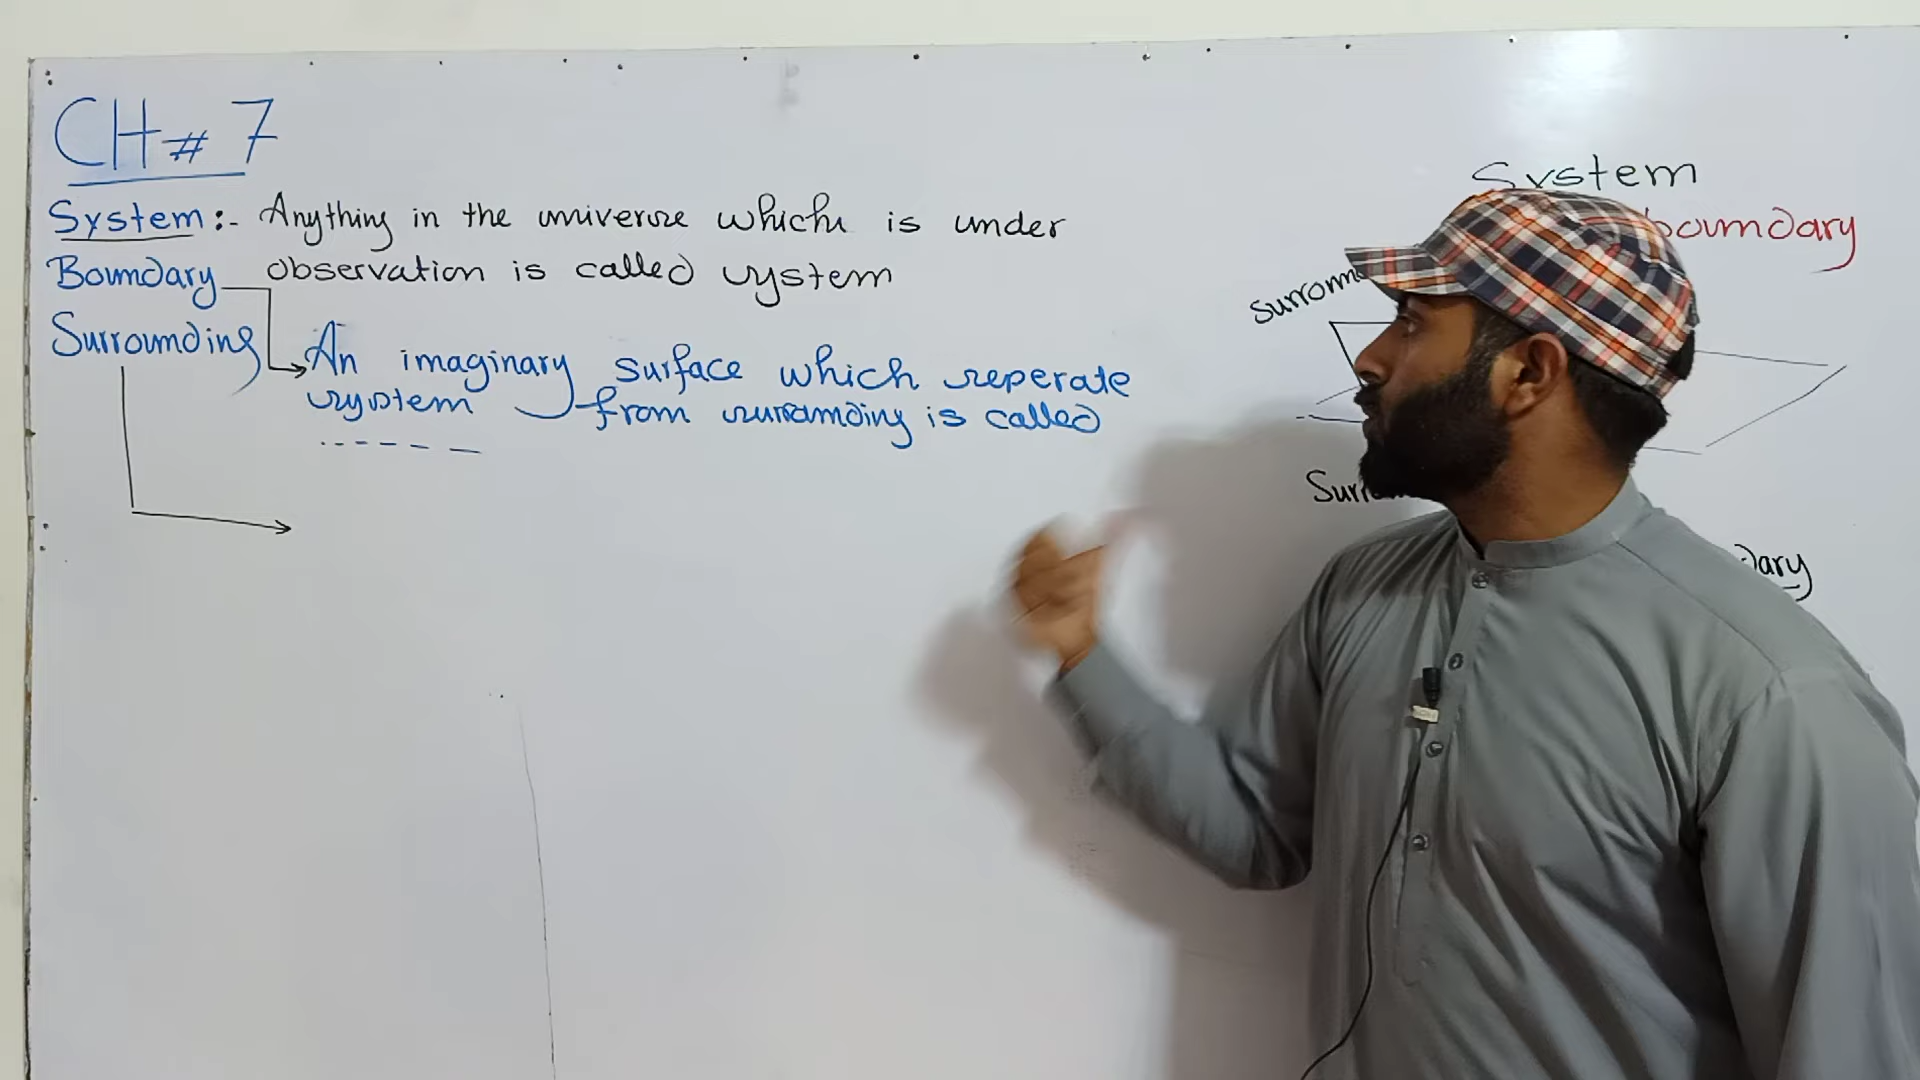 CH# 7
System:- Anything in the universe which is under
Boundary observation is called system
Surrounding
An imaginary surface which seperate
system from surrounding is called
System
boundary